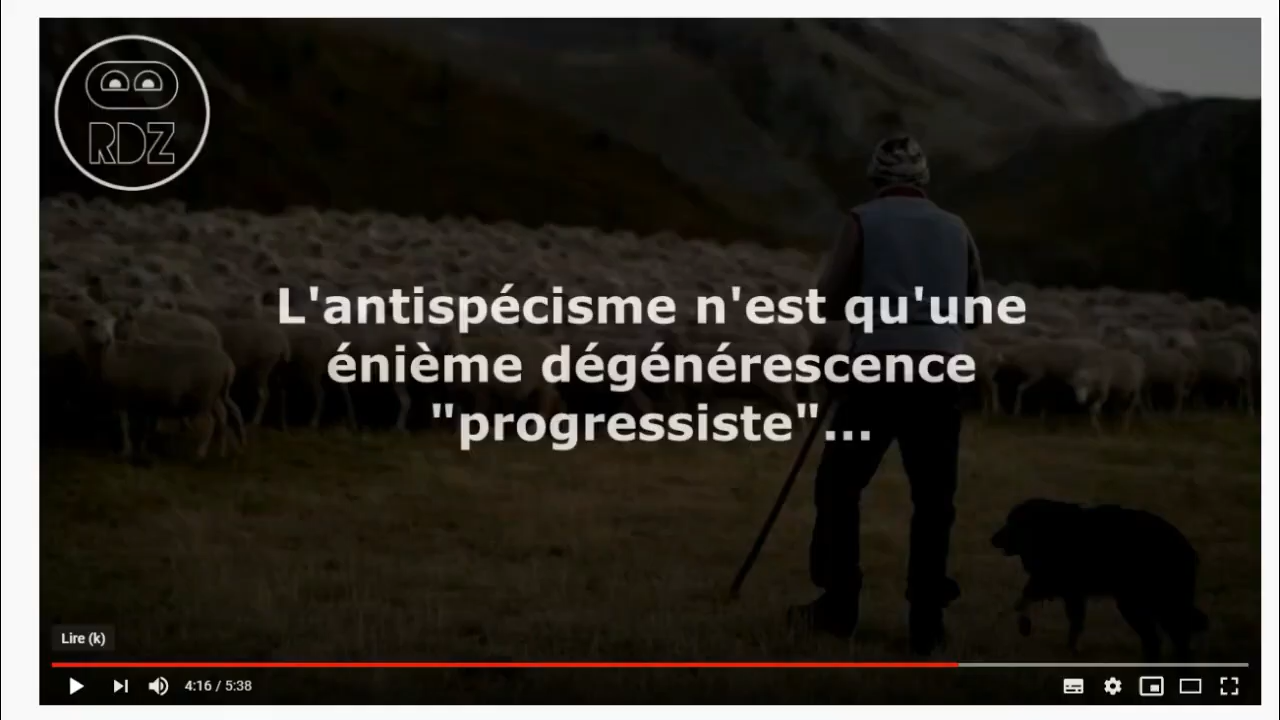 RDZ
L'antispécisme n'est qu'une
énième dégénérescence
"progressiste"...
Lire (k)
4:16 / 5:38